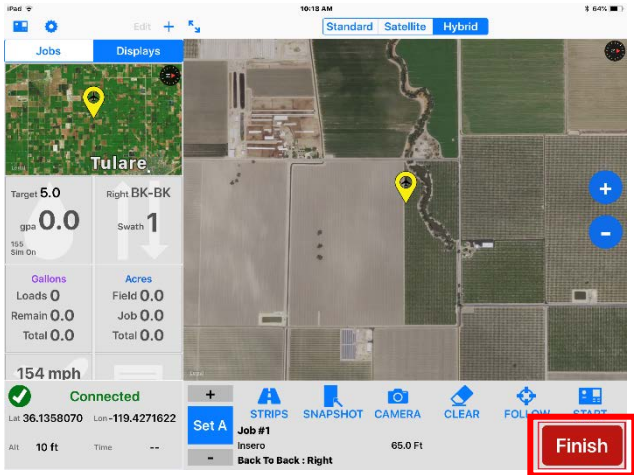 iPad
10:18 AM
64%
Edit +
Standard Satellite Hybrid
Jobs Displays
Tulare
Legal
Target 5.0
gpa 0.0
155
Sim On
Right BK-BK
Swath 1
Gallons
Loads 0
Remain 0.0
Total 0.0
Acres
Field 0.0
Job 0.0
Total 0.0
154 mph
Connected
Lat 36.1358070 Lon -119.4271622
Alt 10 ft Time --
+
-
Legal
+
Set A
-
STRIPS SNAPSHOT CAMERA CLEAR FOLLOW START
Job #1
Insero 65.0 Ft
Back To Back : Right
Finish